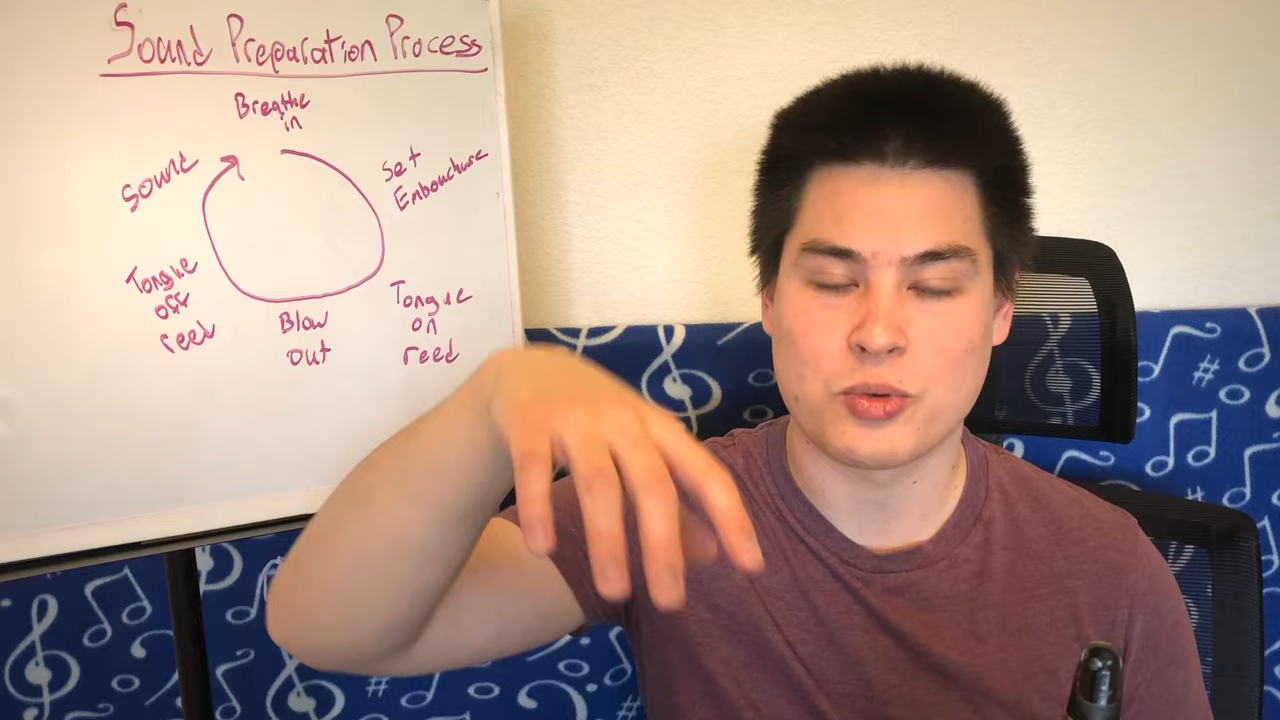 Sound Preparation Process
Breathe
in
Set
Embouchure
Tongue
on
reed
Blow
out
Tongue
off
reed
Sound